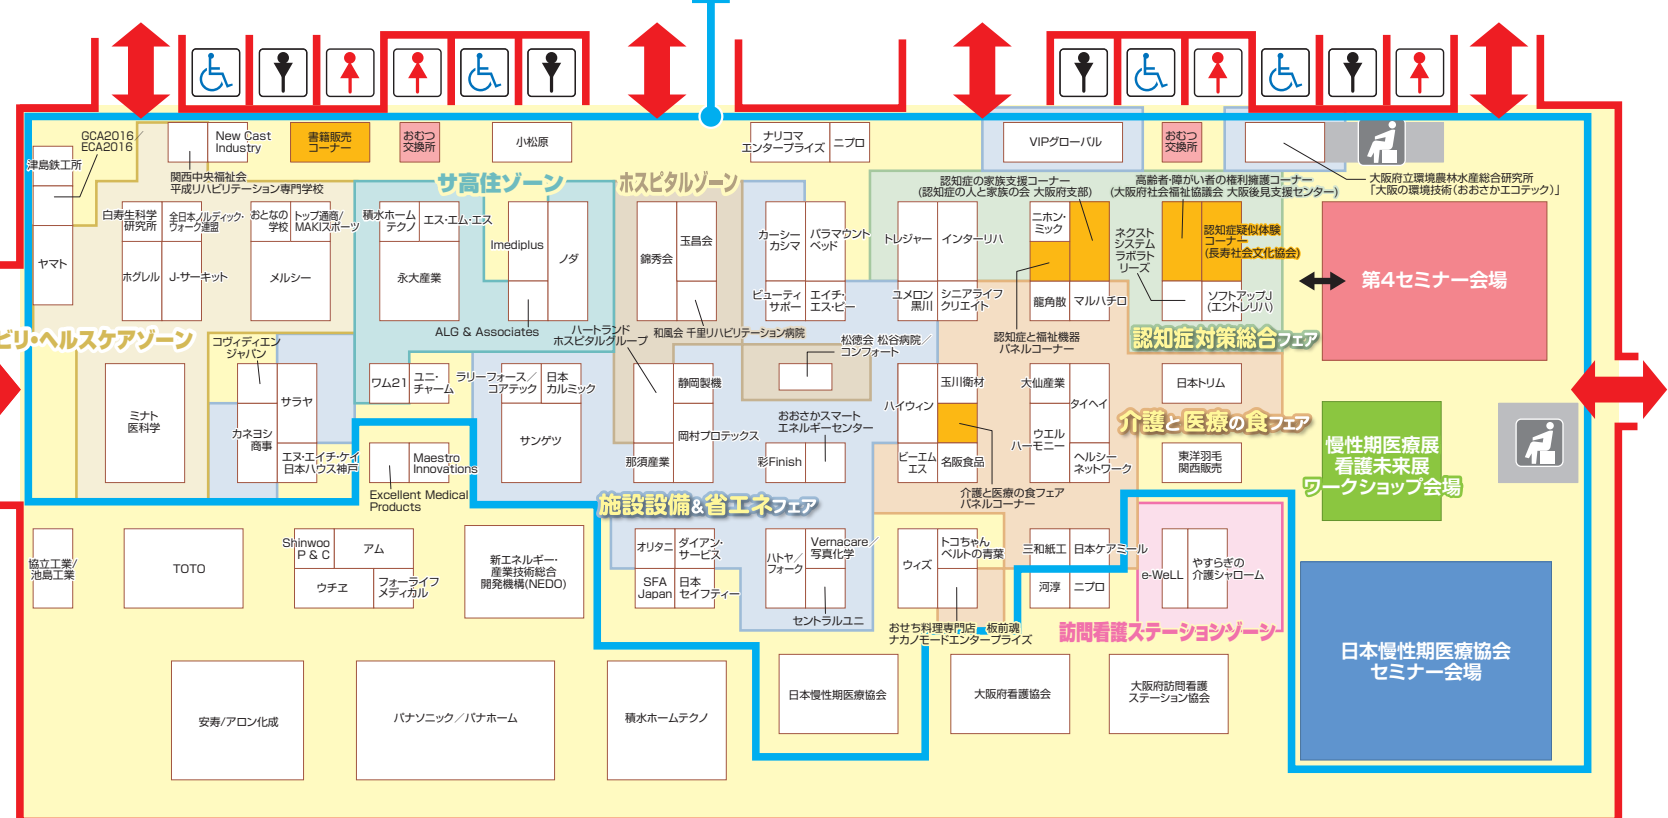 GCA2016/
ECA2016
New Cast
Industry
書籍販売
コーナー
おむつ
交換所
小松原
ナリコマ
エンタープライズ
ニプロ
VIPグローバル
おむつ
交換所
津島鉄工所
関西中央福祉会
平成リハビリテーション専門学校
サ高住ゾーン
ホスピタルゾーン
認知症の家族支援コーナー
(認知症の人と家族の会 大阪府支部)
高齢者・障がい者の権利擁護コーナー
(大阪府社会福祉協議会 大阪後見支援センター)
大阪府立環境農林水産総合研究所
「大阪の環境技術(おおさかエコテック)」
白寿生科学
研究所
全日本ノルディック・
ウォーク連盟
おとなの
学校
トップ通商/
MAKIスポーツ
積水ホーム
テクノ
エス・エム・エス
Imediplus
ノダ
錦秀会
玉昌会
カーシー
カシマ
パラマウント
ベッド
トレジャー
インターリハ
ニホン・
ミック
ネクスト
システム
ラボラト
リーズ
認知症疑似体験
コーナー
(長寿社会文化協会)
ヤマト
ホグレル
J-サーキット
メルシー
永大産業
第4セミナー会場
ビューティ
サポー
エイチ・
エス・ピー
ユメロン
黒川
シニアライフ
クリエイト
龍角散
マルハチロ
ソフトアップJ
(エントレリハ)
ALG & Associates
ハートランド
ホスピタルグループ
和風会 千里リハビリテーション病院
松徳会 松谷病院/
コンフォート
認知症と福祉機器
パネルコーナー
認知症対策総合フェア
ビリ・ヘルスケアゾーン
コヴィディエン
ジャパン
ワム21
ユニ・
チャーム
ラリーフォース/
コアテック
日本
カルミック
静岡製機
玉川衛材
大仙産業
日本トリム
サラヤ
ハイウィン
タイヘイ
ミナト
医科学
カネヨシ
商事
サンゲツ
岡村プロテックス
おおさかスマート
エネルギーセンター
ウエル
ハーモニー
介護と医療の食フェア
エヌ・エイチ・ケイ
日本ハウス神戸
Maestro
Innovations
那須産業
彩Finish
ビーエム
エス
名阪食品
ヘルシー
ネットワーク
東洋羽毛
関西販売
慢性期医療展
看護未来展
ワークショップ会場
Excellent Medical
Products
施設設備&省エネフェア
介護と医療の食フェア
パネルコーナー
協立工業/
池島工業
TOTO
Shinwoo
P & C
アム
ウチヱ
フォーライフ
メディカル
新エネルギー・
産業技術総合
開発機構(NEDO)
オリタニ
ダイアン・
サービス
SFA
Japan
日本
セイフティー
ハトヤ/
フォーク
Vernacare/
写真化学
セントラルユニ
ウィズ
トコちゃん
ベルトの青葉
三和紙工
日本ケアミール
河淳
ニプロ
e-WeLL
やすらぎの
介護シャローム
おせち料理専門店 板前魂
ナカノモードエンタープライズ
訪問看護ステーションゾーン
日本慢性期医療協会
セミナー会場
安寿/アロン化成
パナソニック/パナホーム
積水ホームテクノ
日本慢性期医療協会
大阪府看護協会
大阪府訪問看護
ステーション協会